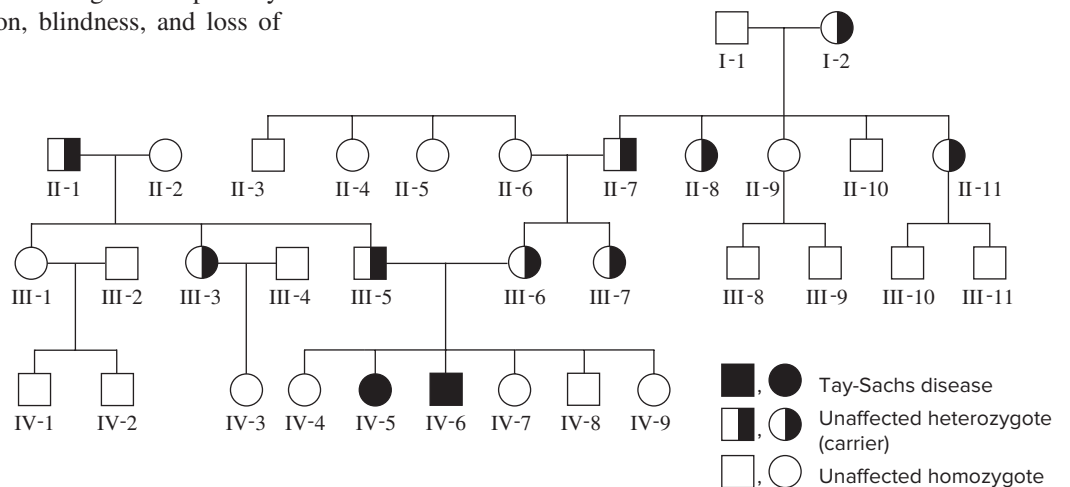 on, blindness, and loss of
I-1 I-2
II-1 II-2 II-3 II-4 II-5 II-6 II-7 II-8 II-9 II-10 II-11
III-1 III-2 III-3 III-4 III-5 III-6 III-7 III-8 III-9 III-10 III-11
IV-1 IV-2 IV-3 IV-4 IV-5 IV-6 IV-7 IV-8 IV-9
, Tay-Sachs disease
, Unaffected heterozygote
(carrier)
, Unaffected homozygote